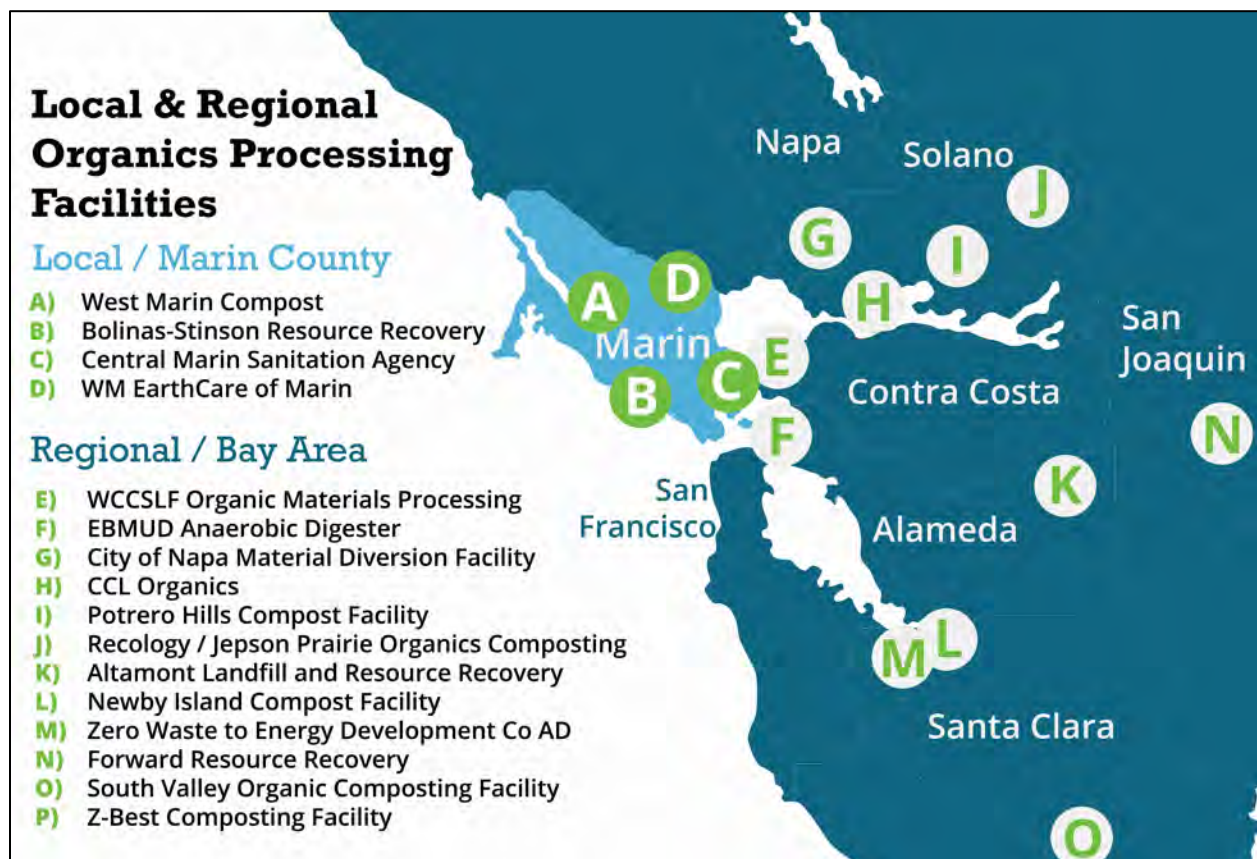 Local & Regional
Organics Processing
Facilities
Local / Marin County
A) West Marin Compost
B) Bolinas-Stinson Resource Recovery
C) Central Marin Sanitation Agency
D) WM EarthCare of Marin
Regional / Bay Area
E) WCCSLF Organic Materials Processing
F) EBMUD Anaerobic Digester
G) City of Napa Material Diversion Facility
H) CCL Organics
I) Potrero Hills Compost Facility
J) Recology / Jepson Prairie Organics Composting
K) Altamont Landfill and Resource Recovery
L) Newby Island Compost Facility
M) Zero Waste to Energy Development Co AD
N) Forward Resource Recovery
O) South Valley Organic Composting Facility
P) Z-Best Composting Facility
Napa
Solano
J
G
I
D
A
H
Marin
San
Joaquin
E
C
B
Contra Costa
F
N
San
Francisco
K
Alameda
L
M
Santa Clara
O